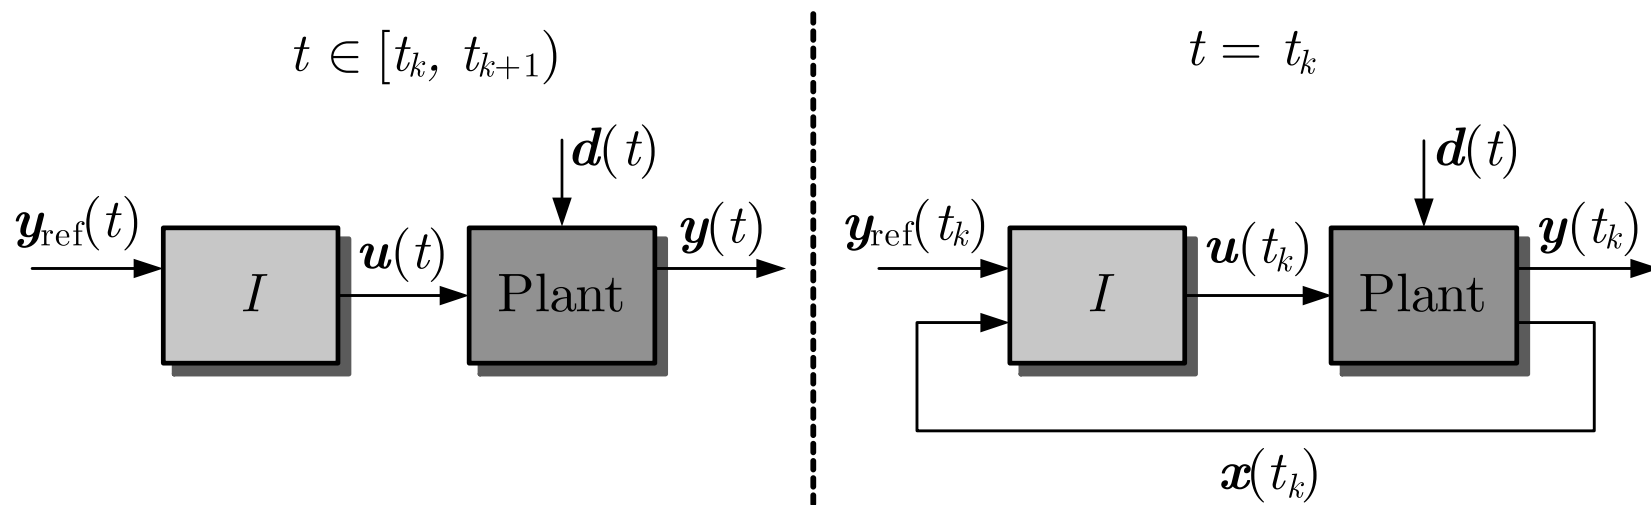 t ∈ [t_k, t_{k+1})
d(t)
y_ref(t)
I
u(t)
Plant
y(t)
t = t_k
d(t)
y_ref(t_k)
I
u(t_k)
Plant
y(t_k)
x(t_k)